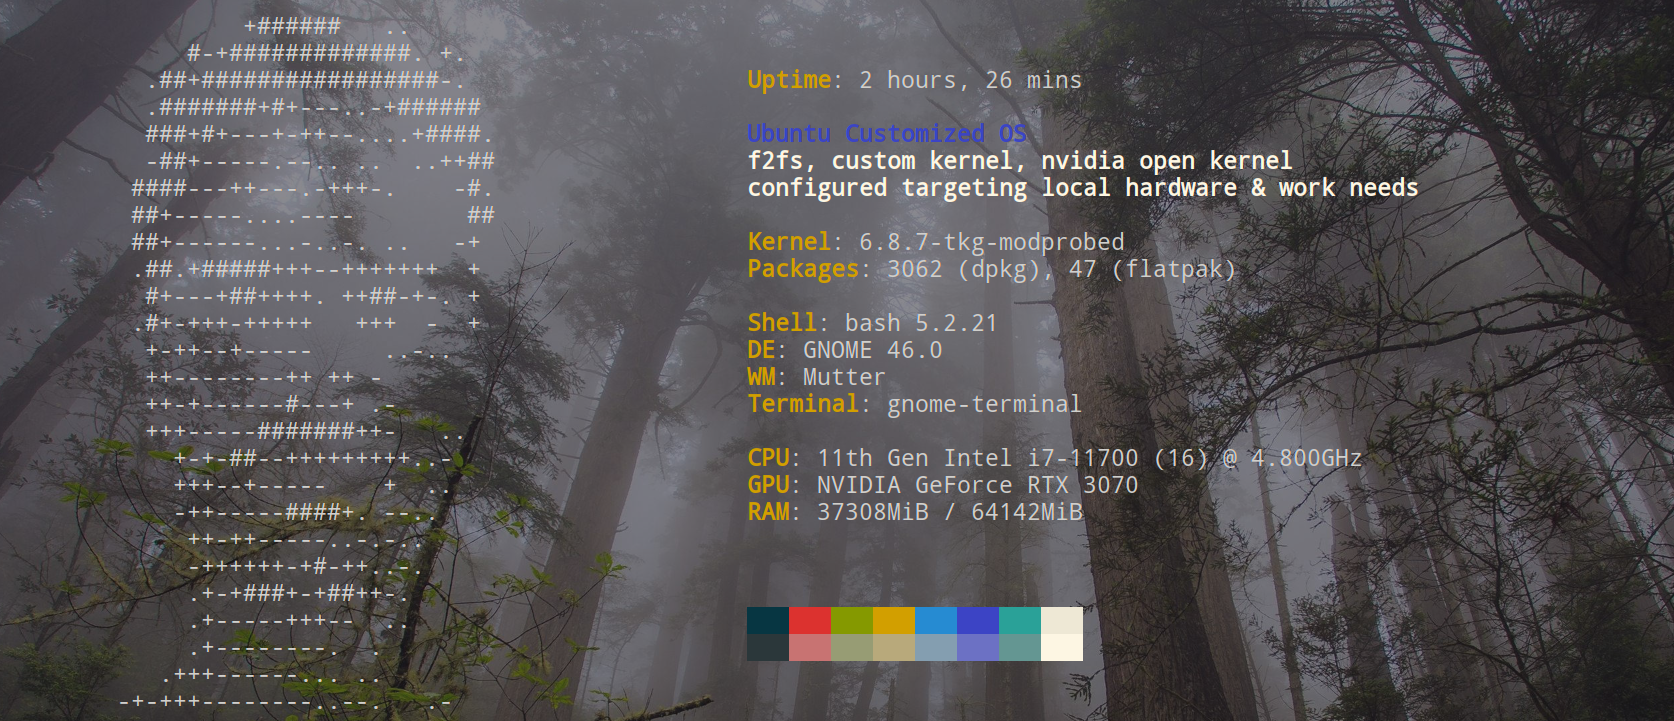 Uptime: 2 hours, 26 mins
Ubuntu Customized OS
f2fs, custom kernel, nvidia open kernel
configured targeting local hardware & work needs
Kernel: 6.8.7-tkg-modprobed
Packages: 3062 (dpkg), 47 (flatpak)
Shell: bash 5.2.21
DE: GNOME 46.0
WM: Mutter
Terminal: gnome-terminal
CPU: 11th Gen Intel i7-11700 (16) @ 4.800GHz
GPU: NVIDIA GeForce RTX 3070
RAM: 37308MiB / 64142MiB